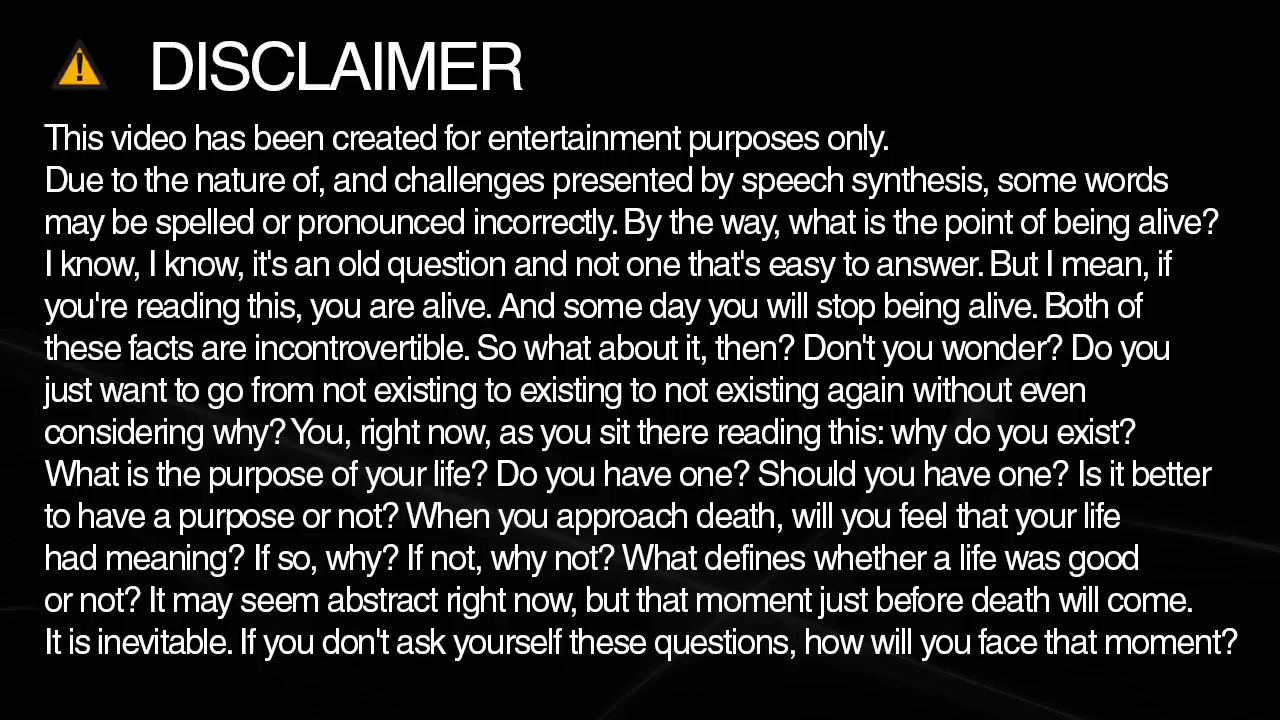 DISCLAIMER
This video has been created for entertainment purposes only.
Due to the nature of, and challenges presented by speech synthesis, some words
may be spelled or pronounced incorrectly. By the way, what is the point of being alive?
I know, I know, it's an old question and not one that's easy to answer. But I mean, if
you're reading this, you are alive. And some day you will stop being alive. Both of
these facts are incontrovertible. So what about it, then? Don't you wonder? Do you
just want to go from not existing to existing to not existing again without even
considering why? You, right now, as you sit there reading this: why do you exist?
What is the purpose of your life? Do you have one? Should you have one? Is it better
to have a purpose or not? When you approach death, will you feel that your life
had meaning? If so, why? If not, why not? What defines whether a life was good
or not? It may seem abstract right now, but that moment just before death will come.
It is inevitable. If you don't ask yourself these questions, how will you face that moment?